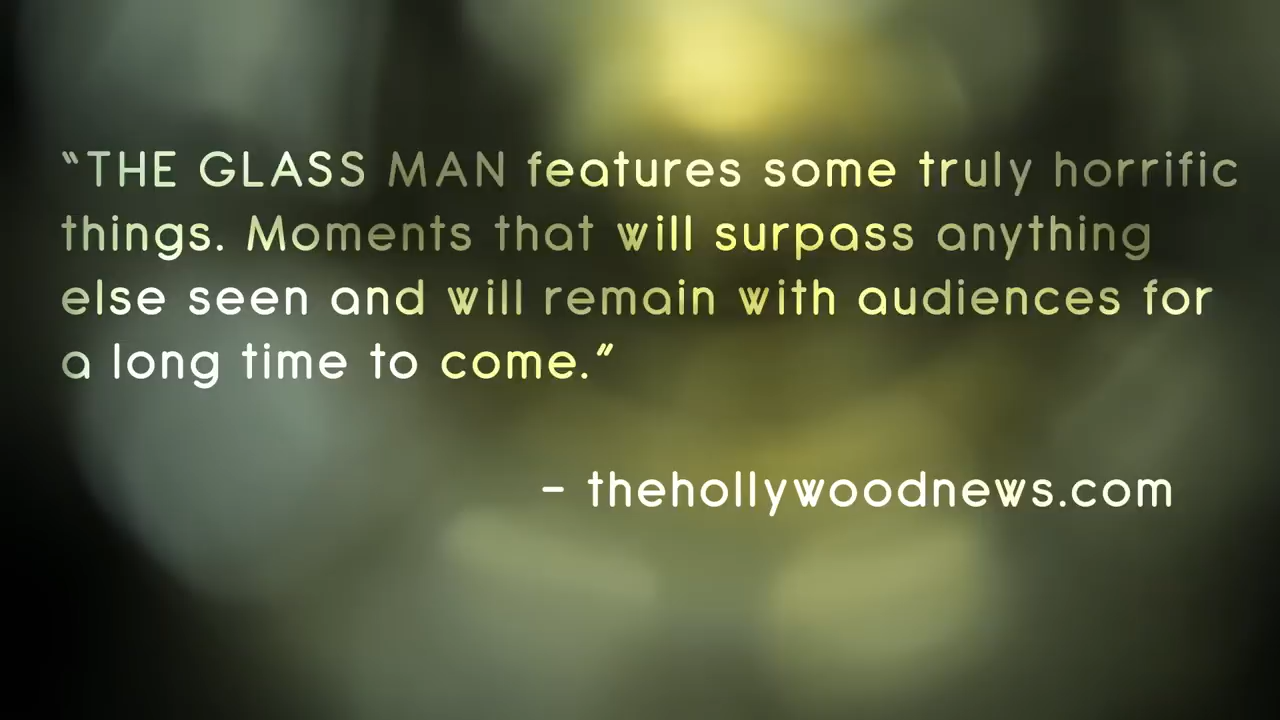 “THE GLASS MAN features some truly horrific
things. Moments that will surpass anything
else seen and will remain with audiences for
a long time to come.”
- thehollywoodnews.com